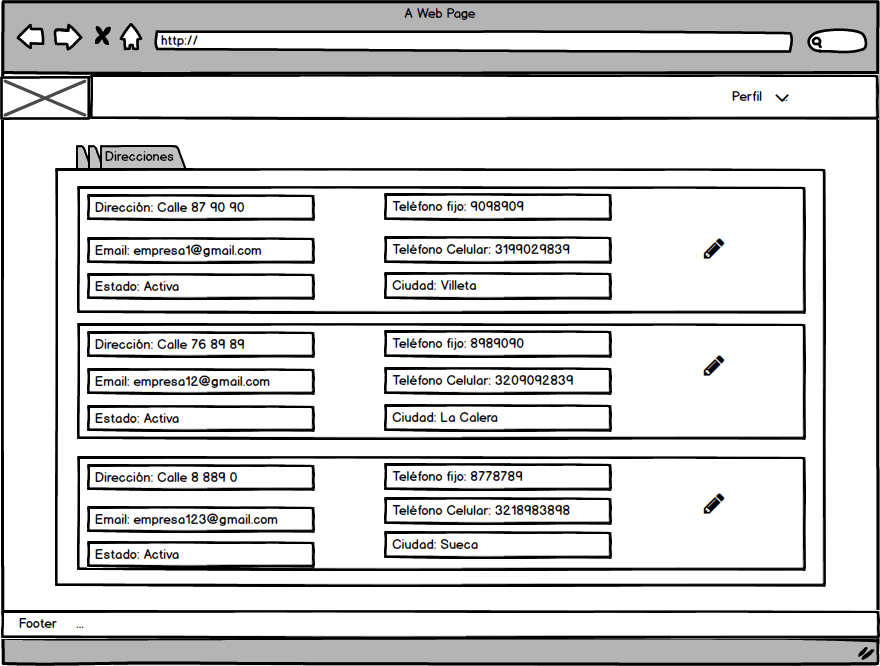 A Web Page
http://
Perfil
Direcciones
Dirección: Calle 87 90 90
Teléfono fijo: 9098909
Email: empresa1@gmail.com
Teléfono Celular: 3199029839
Estado: Activa
Ciudad: Villeta
Dirección: Calle 76 89 89
Teléfono fijo: 8989090
Email: empresa12@gmail.com
Teléfono Celular: 3209092839
Estado: Activa
Ciudad: La Calera
Dirección: Calle 8 889 0
Teléfono fijo: 8778789
Email: empresa123@gmail.com
Teléfono Celular: 3218983898
Estado: Activa
Ciudad: Sueca
Footer ...